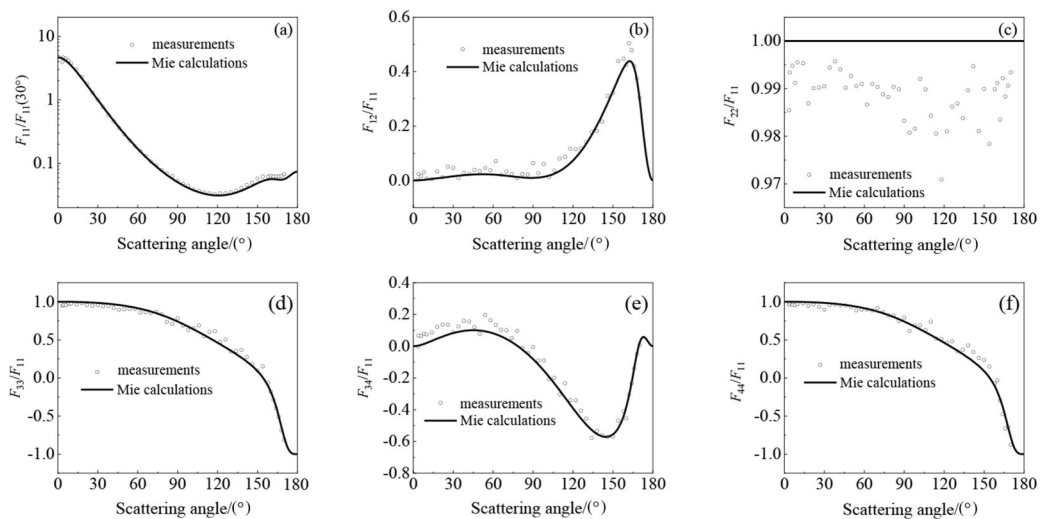 (a)
10
1
0.1
F11/F11(30°)
measurements
Mie calculations
0 30 60 90 120 150 180
Scattering angle/(°)
(b)
0.6
0.4
0.2
0.0
F12/F11
measurements
Mie calculations
0 30 60 90 120 150 180
Scattering angle/(°)
(c)
1.00
0.99
0.98
0.97
F22/F11
measurements
Mie calculations
0 30 60 90 120 150 180
Scattering angle/(°)
(d)
1.0
0.5
0.0
-0.5
-1.0
F33/F11
measurements
Mie calculations
0 30 60 90 120 150 180
Scattering angle/(°)
(e)
0.4
0.2
0.0
-0.2
-0.4
-0.6
-0.8
F34/F11
measurements
Mie calculations
0 30 60 90 120 150 180
Scattering angle/(°)
(f)
1.0
0.5
0.0
-0.5
-1.0
F44/F11
measurements
Mie calculations
0 30 60 90 120 150 180
Scattering angle/(°)